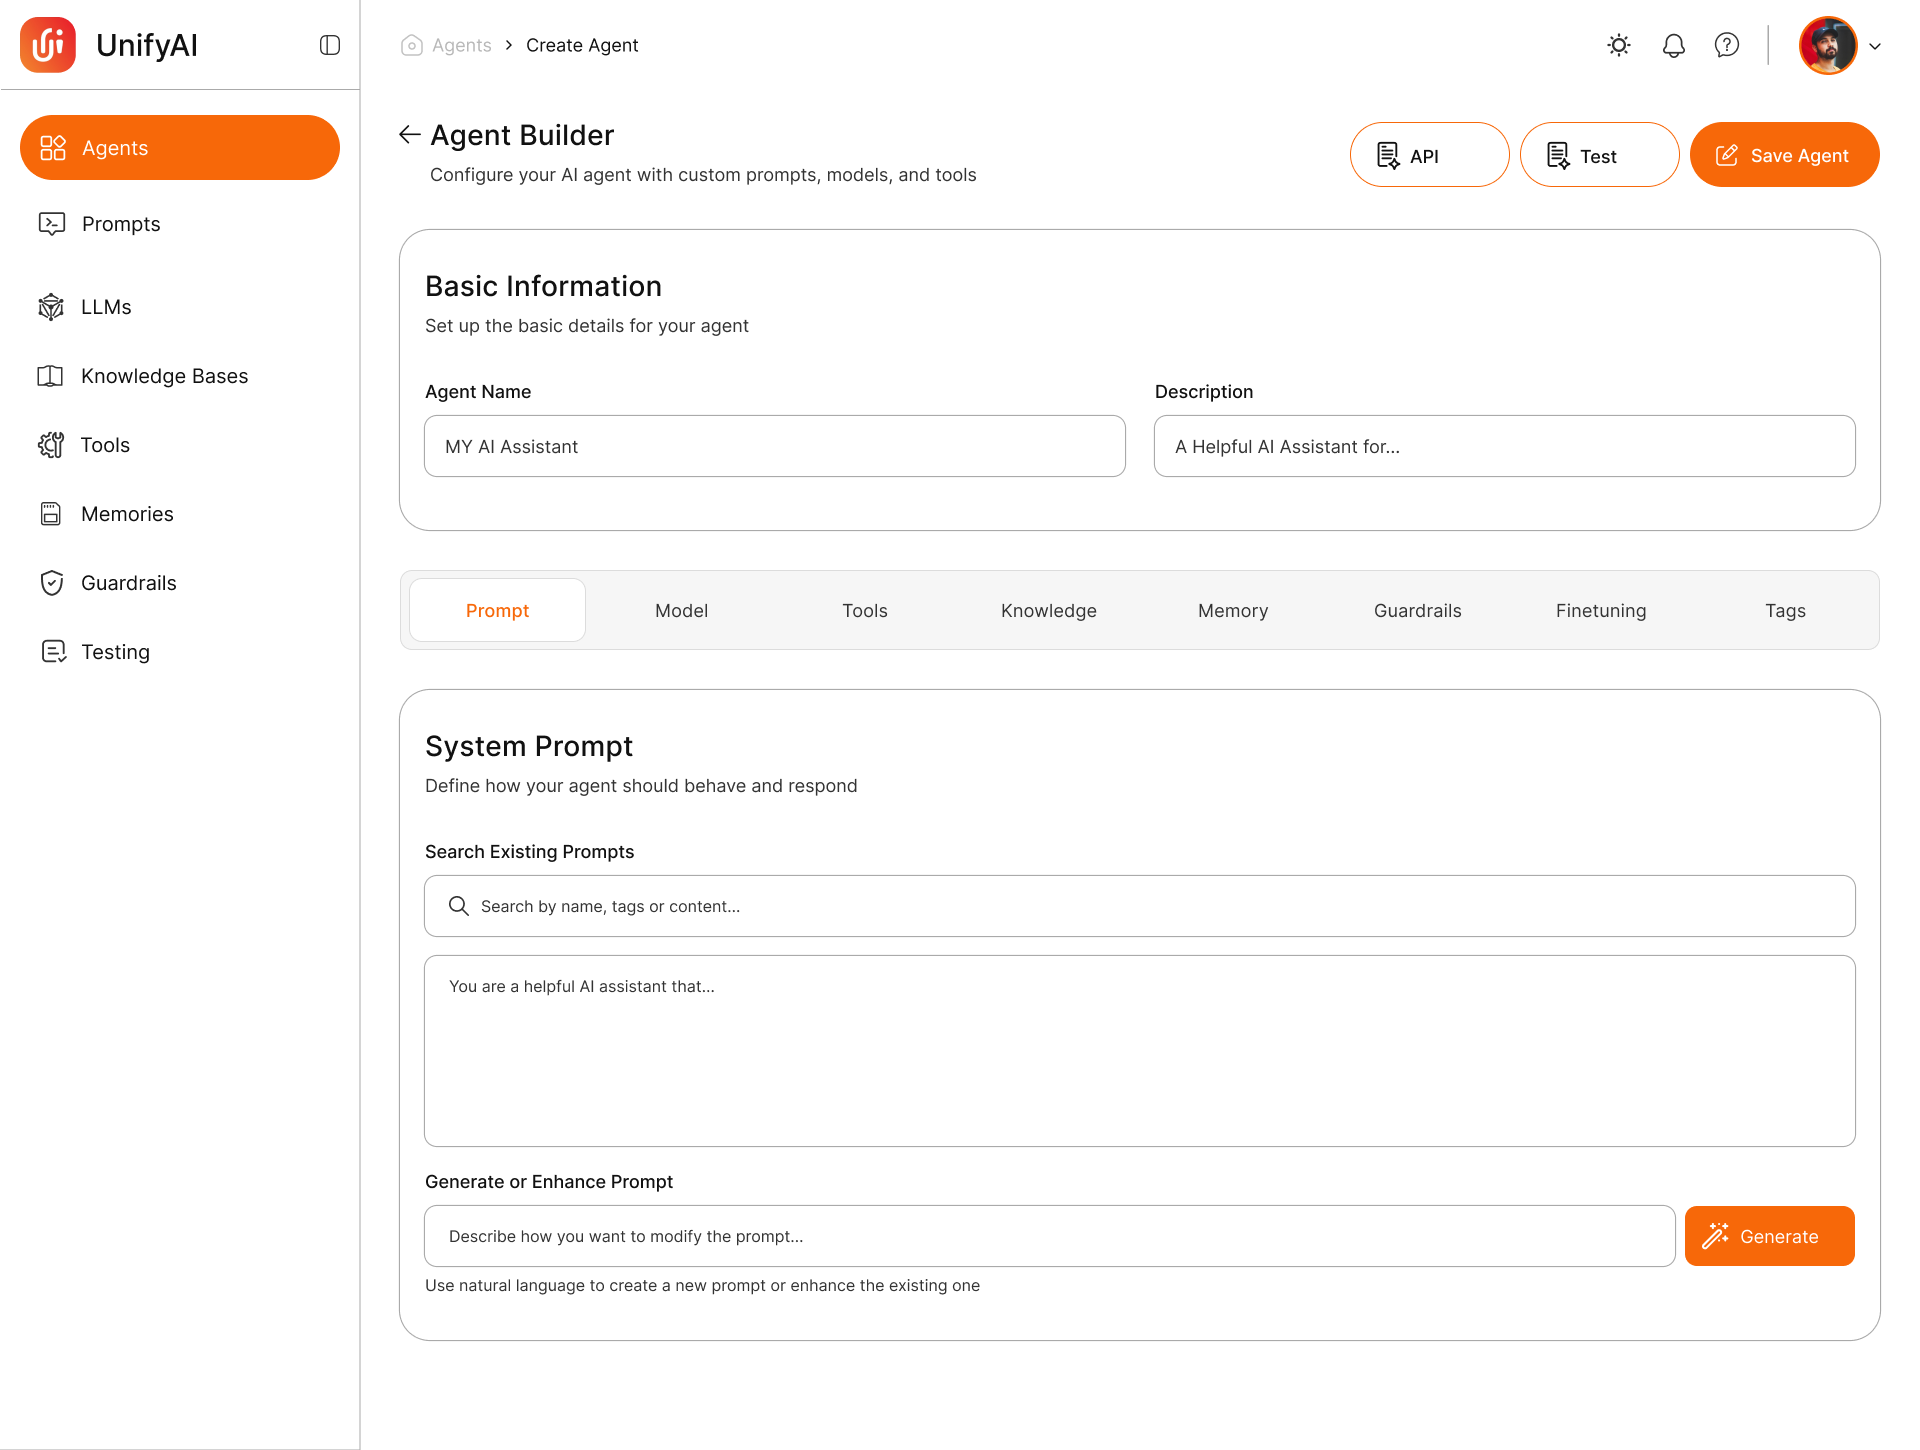 UnifyAI
Agents
Prompts
LLMs
Knowledge Bases
Tools
Memories
Guardrails
Testing
Agents > Create Agent
Agent Builder
Configure your AI agent with custom prompts, models, and tools
API
Test
Save Agent
Basic Information
Set up the basic details for your agent
Agent Name
Description
MY AI Assistant
A Helpful AI Assistant for...
Prompt Model Tools Knowledge Memory Guardrails Finetuning Tags
System Prompt
Define how your agent should behave and respond
Search Existing Prompts
Search by name, tags or content...
You are a helpful AI assistant that...
Generate or Enhance Prompt
Describe how you want to modify the prompt...
Generate
Use natural language to create a new prompt or enhance the existing one